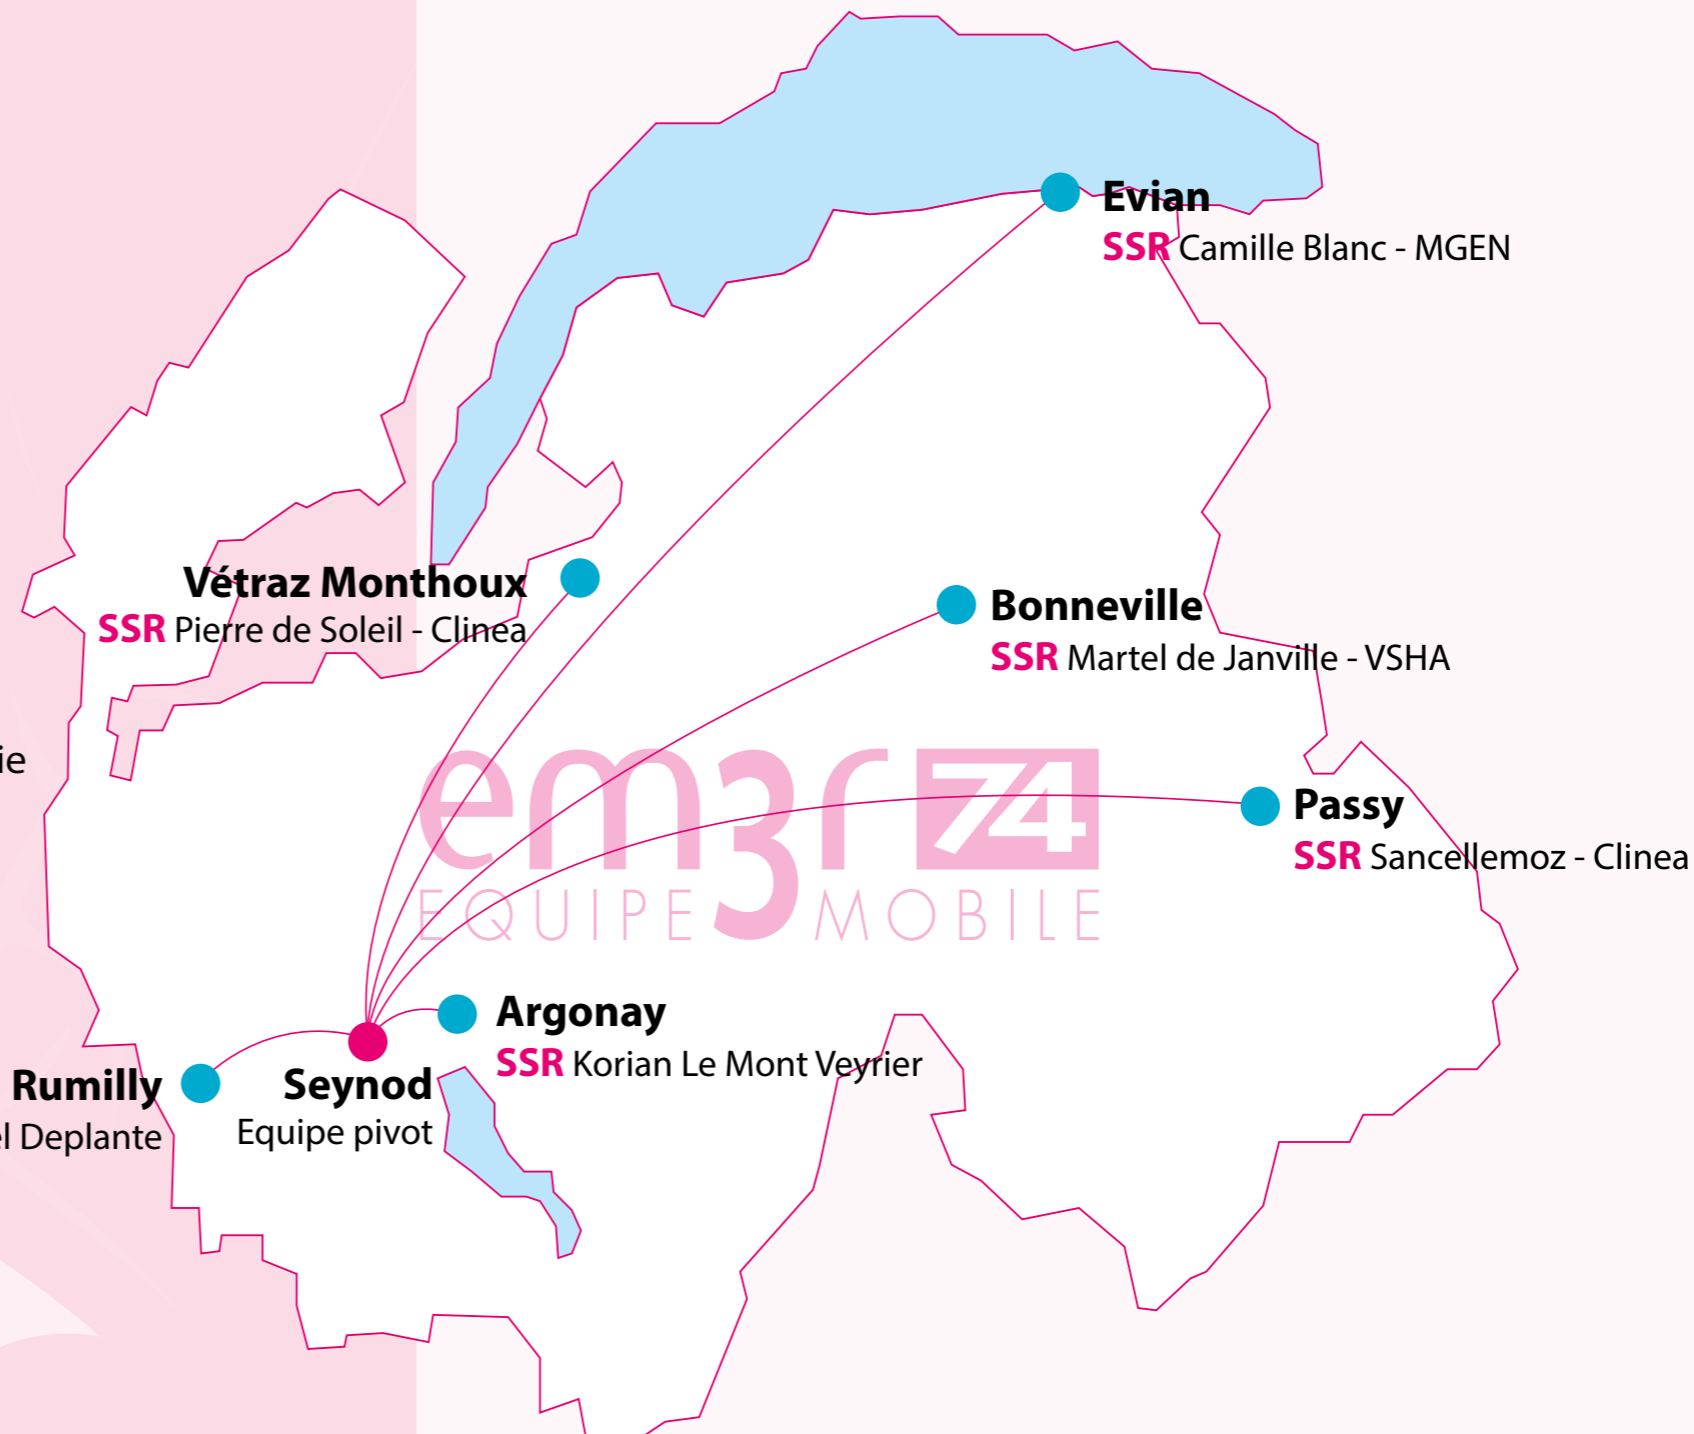 Evian
SSR Camille Blanc - MGEN
Vétraz Monthoux
SSR Pierre de Soleil - Clinea
Bonneville
SSR Martel de Janville - VSHA
ie
em3r 74
EQUIPE MOBILE
Passy
SSR Sancellemoz - Clinea
Argonay
SSR Korian Le Mont Veyrier
Rumilly
Deplante
Seynod
Equipe pivot